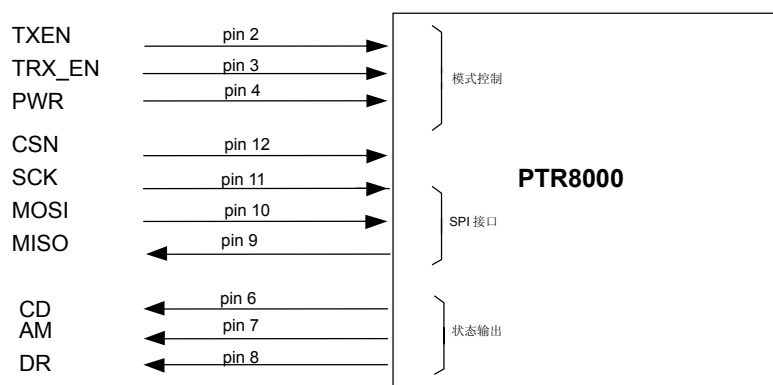 TXEN pin 2
TRX_EN pin 3
PWR pin 4
模式控制
CSN pin 12
SCK pin 11
PTR8000
MOSI pin 10
SPI 接口
MISO pin 9
CD pin 6
AM pin 7
状态输出
DR pin 8